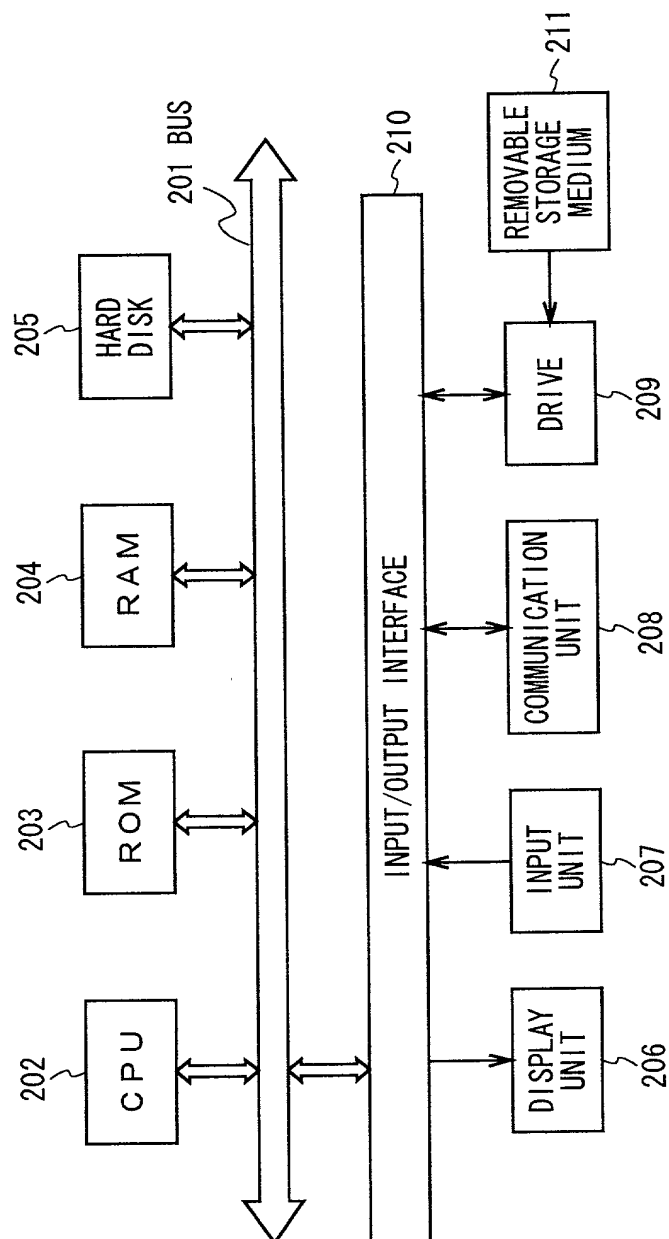 202
CPU
203
ROM
204
RAM
205
HARD
DISK
201 BUS
210
INPUT/OUTPUT INTERFACE
DISPLAY
UNIT
206
INPUT
UNIT
207
COMMUNICATION
UNIT
208
DRIVE
209
REMOVABLE
STORAGE
MEDIUM
211